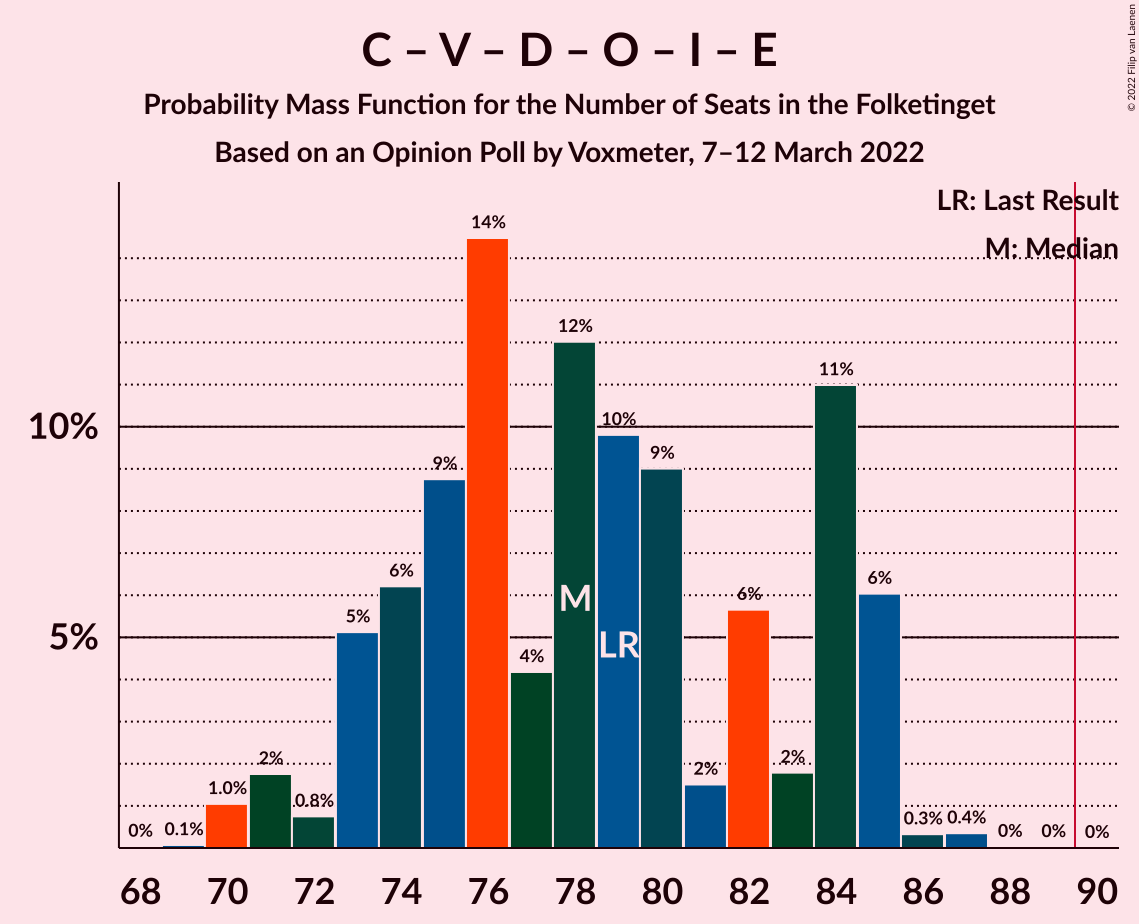 C – V – D – O – I – E
Probability Mass Function for the Number of Seats in the Folketinget
Based on an Opinion Poll by Voxmeter, 7–12 March 2022
© 2022 Filip van Laenen
LR: Last Result
M: Median
10%
5%
0%
0.1%
1.0%
2%
0.8%
5%
6%
9%
14%
4%
12%
10%
9%
2%
6%
2%
11%
6%
0.3%
0.4%
0%
0%
0%
M
LR
68 70 72 74 76 78 80 82 84 86 88 90